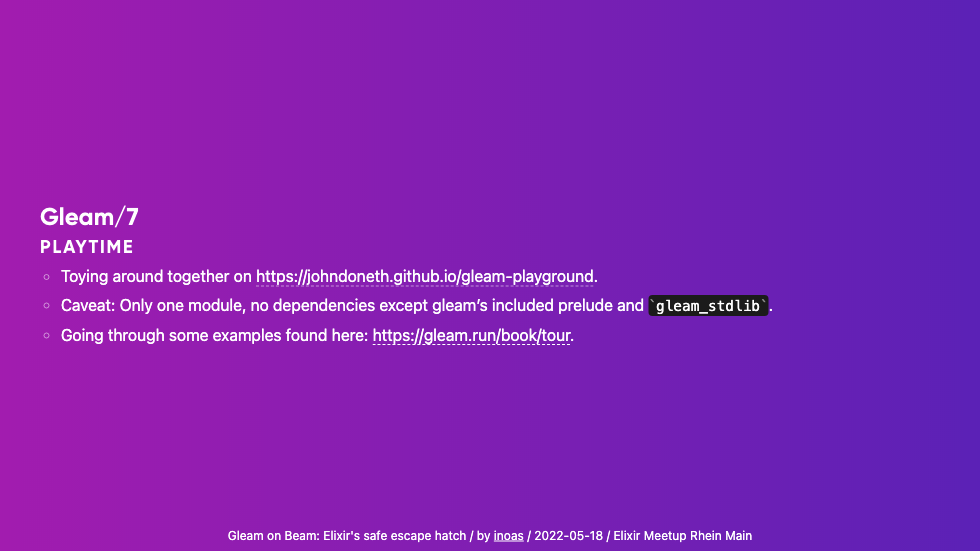 Gleam/7
PLAYTIME
Toying around together on https://johndoneth.github.io/gleam-playground.
Caveat: Only one module, no dependencies except gleam’s included prelude and `gleam_stdlib`.
Going through some examples found here: https://gleam.run/book/tour.
Gleam on Beam: Elixir's safe escape hatch / by inoas / 2022-05-18 / Elixir Meetup Rhein Main